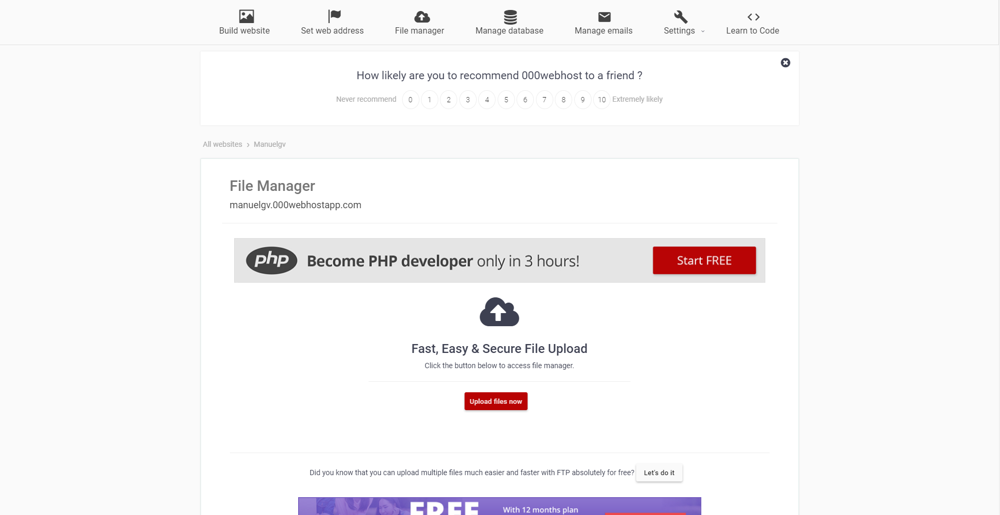 Build website
Set web address
File manager
Manage database
Manage emails
Settings
Learn to Code
How likely are you to recommend 000webhost to a friend ?
Never recommend 0 1 2 3 4 5 6 7 8 9 10 Extremely likely
All websites › Manuelgv
File Manager
manuelgv.000webhostapp.com
php Become PHP developer only in 3 hours! Start FREE
Fast, Easy & Secure File Upload
Click the button below to access file manager.
Upload files now
Did you know that you can upload multiple files much easier and faster with FTP absolutely for free? Let's do it
FREE With 12 months plan